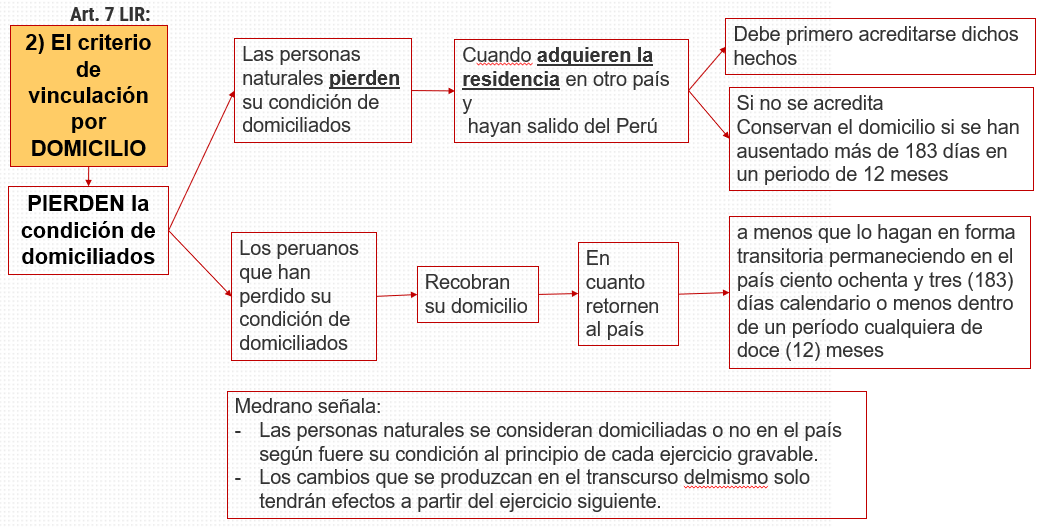 Art. 7 LIR:
2) El criterio
de
vinculación
por
DOMICILIO
PIERDEN la
condición de
domiciliados
Las personas
naturales pierden
su condición de
domiciliados
Cuando adquieren la
residencia en otro país
y
hayan salido del Perú
Debe primero acreditarse dichos
hechos
Si no se acredita
Conservan el domicilio si se han
ausentado más de 183 días en
un periodo de 12 meses
Los peruanos
que han
perdido su
condición de
domiciliados
Recobran
su domicilio
En
cuanto
retornen
al país
a menos que lo hagan en forma
transitoria permaneciendo en el
país ciento ochenta y tres (183)
días calendario o menos dentro
de un período cualquiera de
doce (12) meses
Medrano señala:
- Las personas naturales se consideran domiciliadas o no en el país
según fuere su condición al principio de cada ejercicio gravable.
- Los cambios que se produzcan en el transcurso delmismo solo
tendrán efectos a partir del ejercicio siguiente.